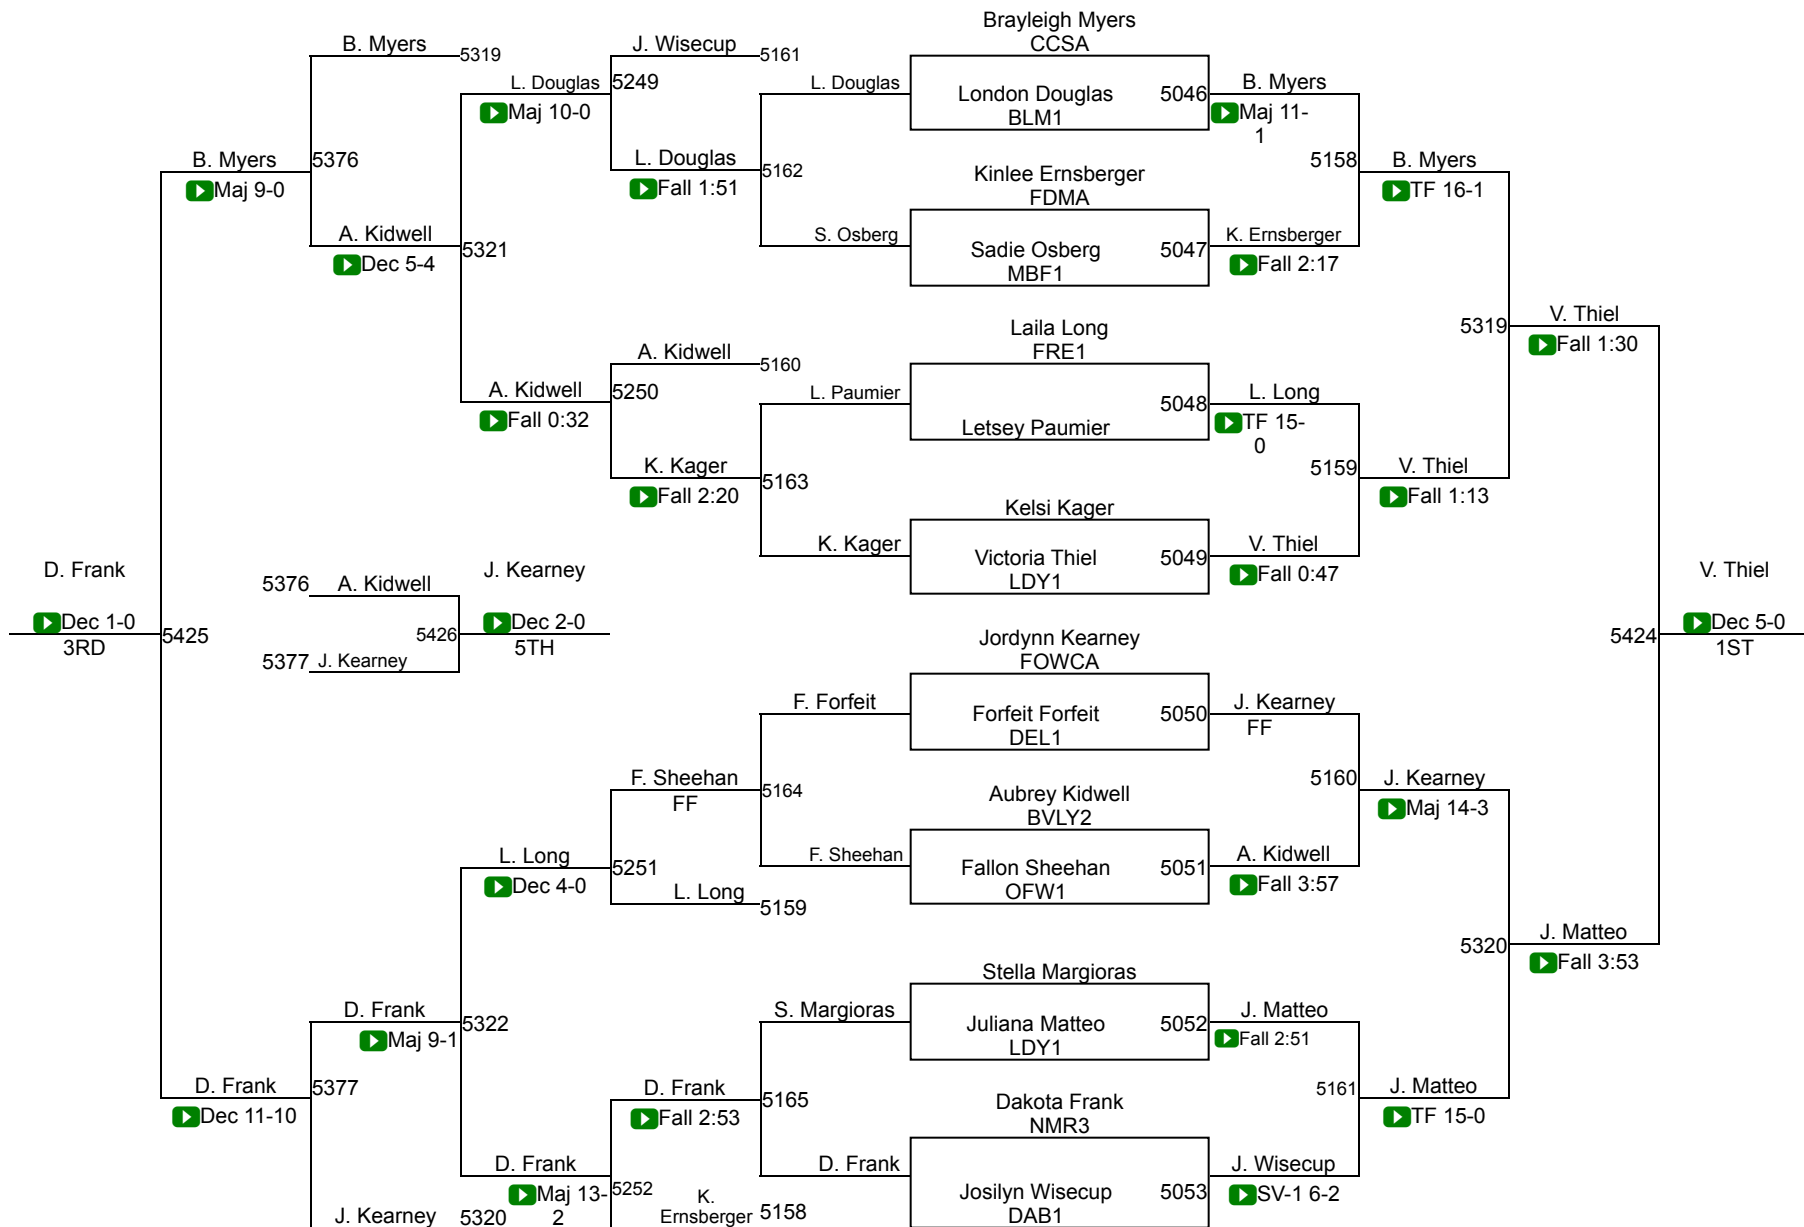 Brayleigh Myers
CCSA
B. Myers
5319
J. Wisecup
5161
L. Douglas
5249
Maj 10-0
L. Douglas
London Douglas
5046
BLM1
B. Myers
Maj 11-
1
B. Myers
5376
Maj 9-0
L. Douglas
5162
Fall 1:51
Kinlee Ernsberger
FDMA
5158
B. Myers
TF 16-1
A. Kidwell
5321
Dec 5-4
S. Osberg
Sadie Osberg
5047
MBF1
K. Ernsberger
Fall 2:17
Laila Long
FRE1
5319
V. Thiel
Fall 1:30
A. Kidwell
5160
A. Kidwell
5250
Fall 0:32
L. Paumier
5048
Letsey Paumier
L. Long
TF 15-
0
K. Kager
5163
Fall 2:20
5159
V. Thiel
Fall 1:13
Kelsi Kager
K. Kager
Victoria Thiel
5049
LDY1
V. Thiel
Fall 0:47
D. Frank
Dec 1-0
3RD
5425
5376
A. Kidwell
5426
5377
J. Kearney
J. Kearney
Dec 2-0
5TH
V. Thiel
5424
Dec 5-0
1ST
Jordynn Kearney
FOWCA
F. Forfeit
Forfeit Forfeit
5050
DEL1
J. Kearney
FF
F. Sheehan
5164
FF
Aubrey Kidwell
BVLY2
5160
J. Kearney
Maj 14-3
L. Long
5251
Dec 4-0
F. Sheehan
Fallon Sheehan
5051
OFW1
A. Kidwell
Fall 3:57
L. Long
5159
5320
J. Matteo
Fall 3:53
Stella Margioras
D. Frank
5322
Maj 9-1
S. Margioras
Juliana Matteo
5052
LDY1
J. Matteo
Fall 2:51
D. Frank
5377
Dec 11-10
D. Frank
5165
Fall 2:53
Dakota Frank
NMR3
5161
J. Matteo
TF 15-0
D. Frank
5252
Maj 13-
2
D. Frank
Josilyn Wisecup
5053
DAB1
J. Wisecup
SV-1 6-2
J. Kearney
5320
K.
Ernsberger
5158